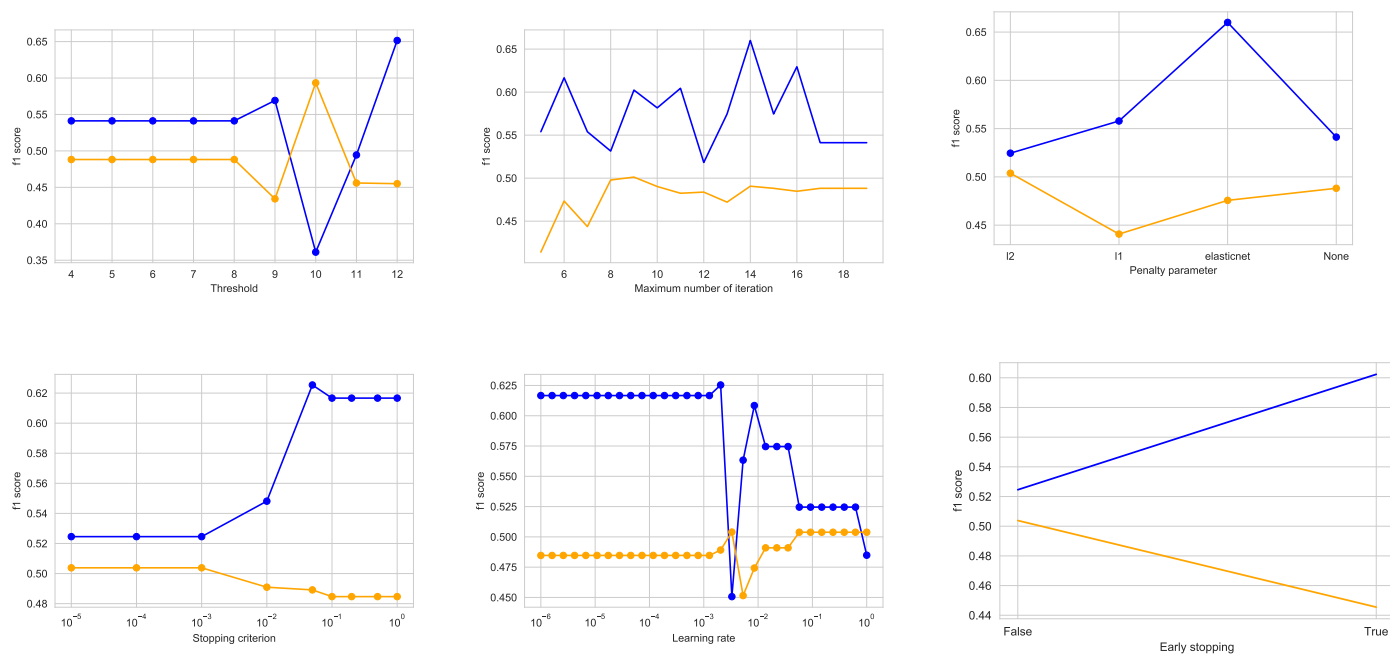 f1 score
0.65
0.60
0.55
0.50
0.45
0.40
0.35
4 5 6 7 8 9 10 11 12
Threshold
f1 score
0.65
0.60
0.55
0.50
0.45
6 8 10 12 14 16 18
Maximum number of iteration
f1 score
0.65
0.60
0.55
0.50
0.45
l2 l1 elasticnet None
Penalty parameter
f1 score
0.62
0.60
0.58
0.56
0.54
0.52
0.50
0.48
10⁻⁵ 10⁻⁴ 10⁻³ 10⁻² 10⁻¹ 10⁰
Stopping criterion
f1 score
0.625
0.600
0.575
0.550
0.525
0.500
0.475
0.450
10⁻⁶ 10⁻⁵ 10⁻⁴ 10⁻³ 10⁻² 10⁻¹ 10⁰
Learning rate
f1 score
0.60
0.58
0.56
0.54
0.52
0.50
0.48
0.46
0.44
False True
Early stopping